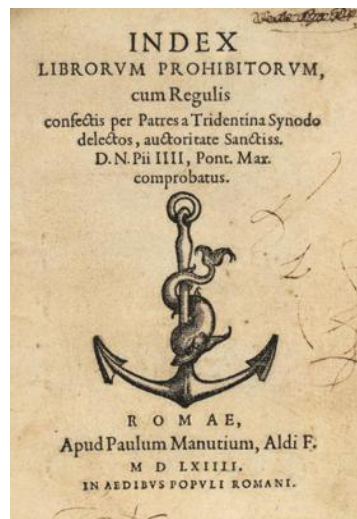 INDEX
LIBRORVM PROHIBITORVM,
cum Regulis
confectis per Patres a Tridentina Synodo
delectos, auctoritate Sanctiss.
D. N. Pii IIII, Pont. Max.
comprobatus.
ROMAE,
Apud Paulum Manutium, Aldi F.
M D LXIIII.
IN AEDIBVS POPVLI ROMANI.